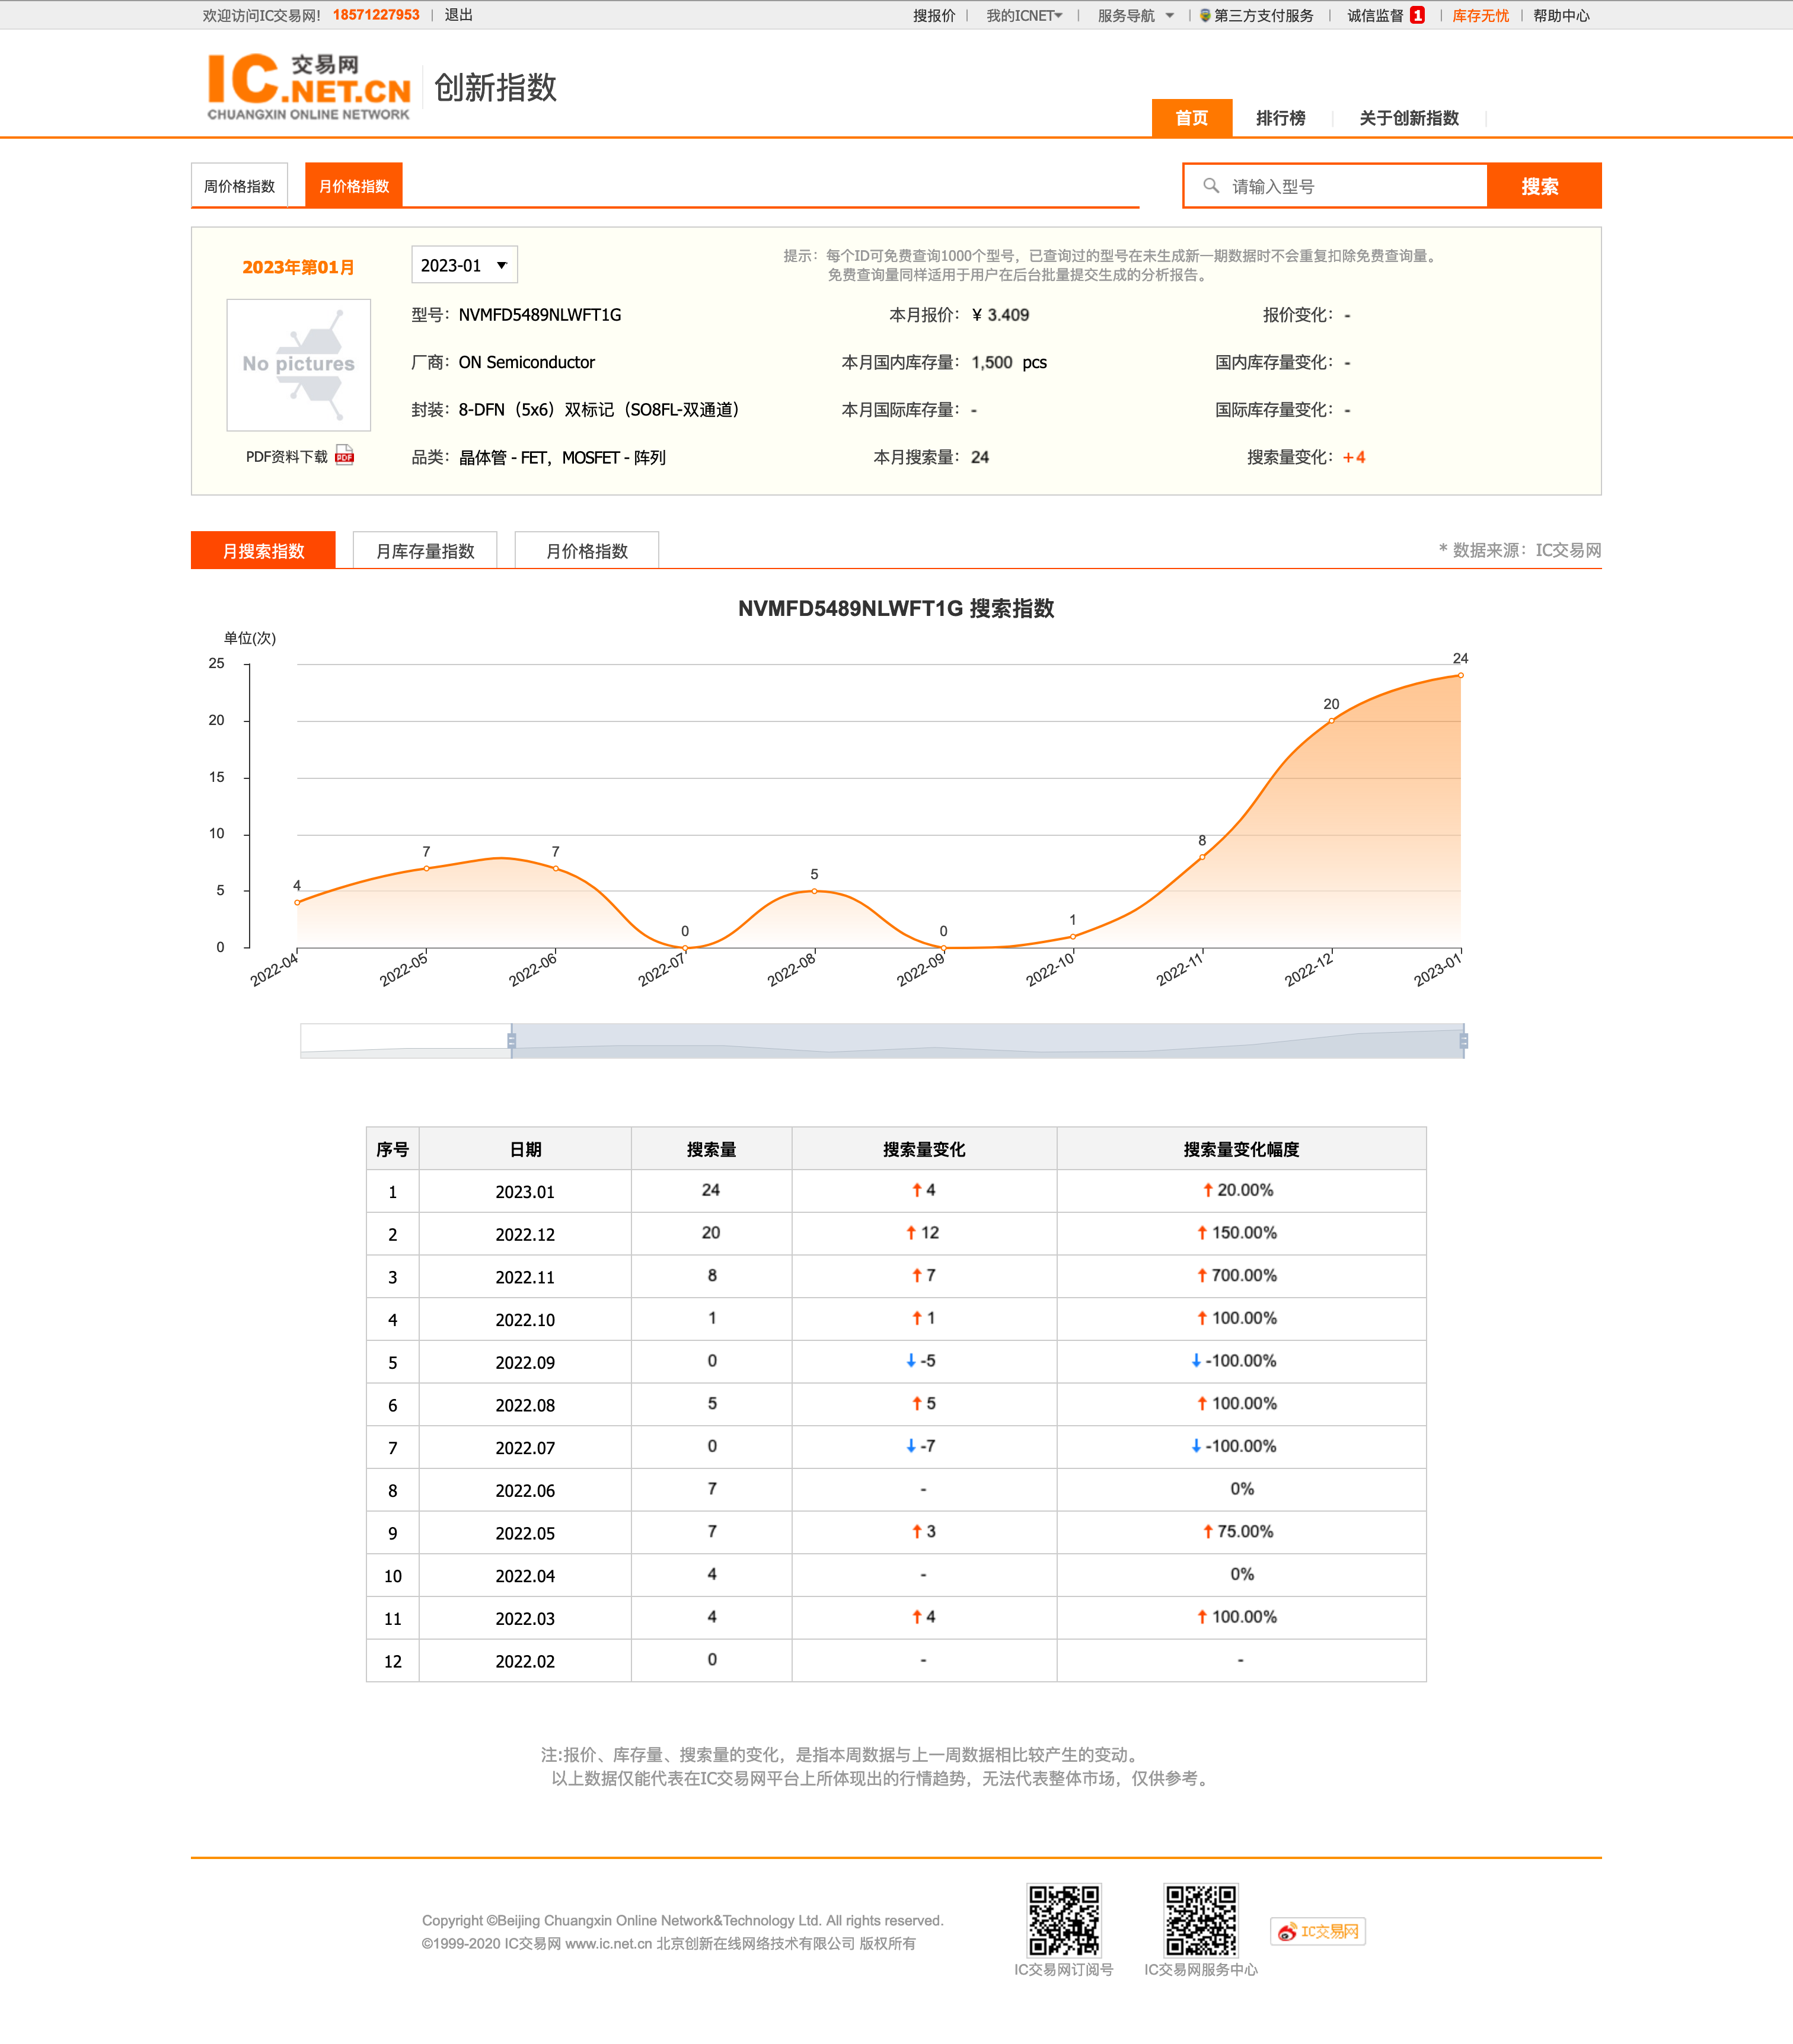 欢迎访问IC交易网! 18571227953 | 退出 搜报价 | 我的ICNET | 服务导航 | 第三方支付服务 | 诚信监督 1 | 库存无忧 | 帮助中心
IC交易网.NET.CN
CHUANGXIN ONLINE NETWORK
创新指数
首页 排行榜 关于创新指数
周价格指数 月价格指数 请输入型号 搜索
2023年第01月 2023-01
提示：每个ID可免费查询1000个型号，已查询过的型号在未生成新一期数据时不会重复扣除免费查询量。
免费查询量同样适用于用户在后台批量提交生成的分析报告。
No pictures
PDF资料下载 PDF
型号：NVMFD5489NLWFT1G 本月报价：¥ 3.409 报价变化：-
厂商：ON Semiconductor 本月国内库存量：1,500 pcs 国内库存量变化：-
封装：8-DFN（5x6）双标记（SO8FL-双通道） 本月国际库存量：- 国际库存量变化：-
品类：晶体管 - FET，MOSFET - 阵列 本月搜索量：24 搜索量变化：+4
月搜索指数 月库存量指数 月价格指数 * 数据来源：IC交易网
NVMFD5489NLWFT1G 搜索指数
单位(次)
25
20
15
10
5
0
4 7 7 0 5 0 1 8 20 24
2022-04 2022-05 2022-06 2022-07 2022-08 2022-09 2022-10 2022-11 2022-12 2023-01
序号 日期 搜索量 搜索量变化 搜索量变化幅度
1 2023.01 24 ↑ 4 ↑ 20.00%
2 2022.12 20 ↑ 12 ↑ 150.00%
3 2022.11 8 ↑ 7 ↑ 700.00%
4 2022.10 1 ↑ 1 ↑ 100.00%
5 2022.09 0 ↓ -5 ↓ -100.00%
6 2022.08 5 ↑ 5 ↑ 100.00%
7 2022.07 0 ↓ -7 ↓ -100.00%
8 2022.06 7 - 0%
9 2022.05 7 ↑ 3 ↑ 75.00%
10 2022.04 4 - 0%
11 2022.03 4 ↑ 4 ↑ 100.00%
12 2022.02 0 - -
注:报价、库存量、搜索量的变化，是指本周数据与上一周数据相比较产生的变动。
以上数据仅能代表在IC交易网平台上所体现出的行情趋势，无法代表整体市场，仅供参考。
Copyright ©Beijing Chuangxin Online Network&Technology Ltd. All rights reserved.
©1999-2020 IC交易网 www.ic.net.cn 北京创新在线网络技术有限公司 版权所有
IC交易网订阅号 IC交易网服务中心
IC交易网